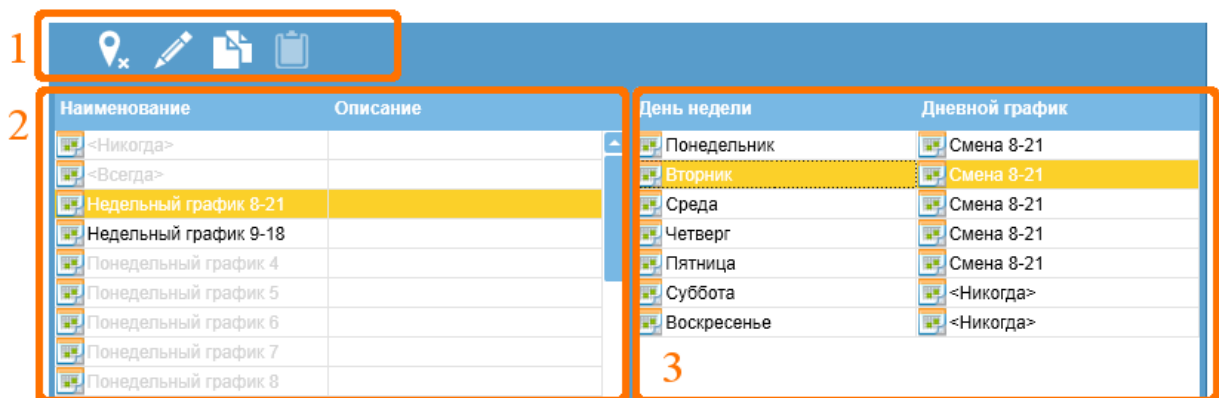 1
2
Наименование Описание
<Никогда>
<Всегда>
Недельный график 8-21
Недельный график 9-18
Понедельный график 4
Понедельный график 5
Понедельный график 6
Понедельный график 7
Понедельный график 8
День недели Дневной график
Понедельник Смена 8-21
Вторник Смена 8-21
Среда Смена 8-21
Четверг Смена 8-21
Пятница Смена 8-21
Суббота <Никогда>
Воскресенье <Никогда>
3